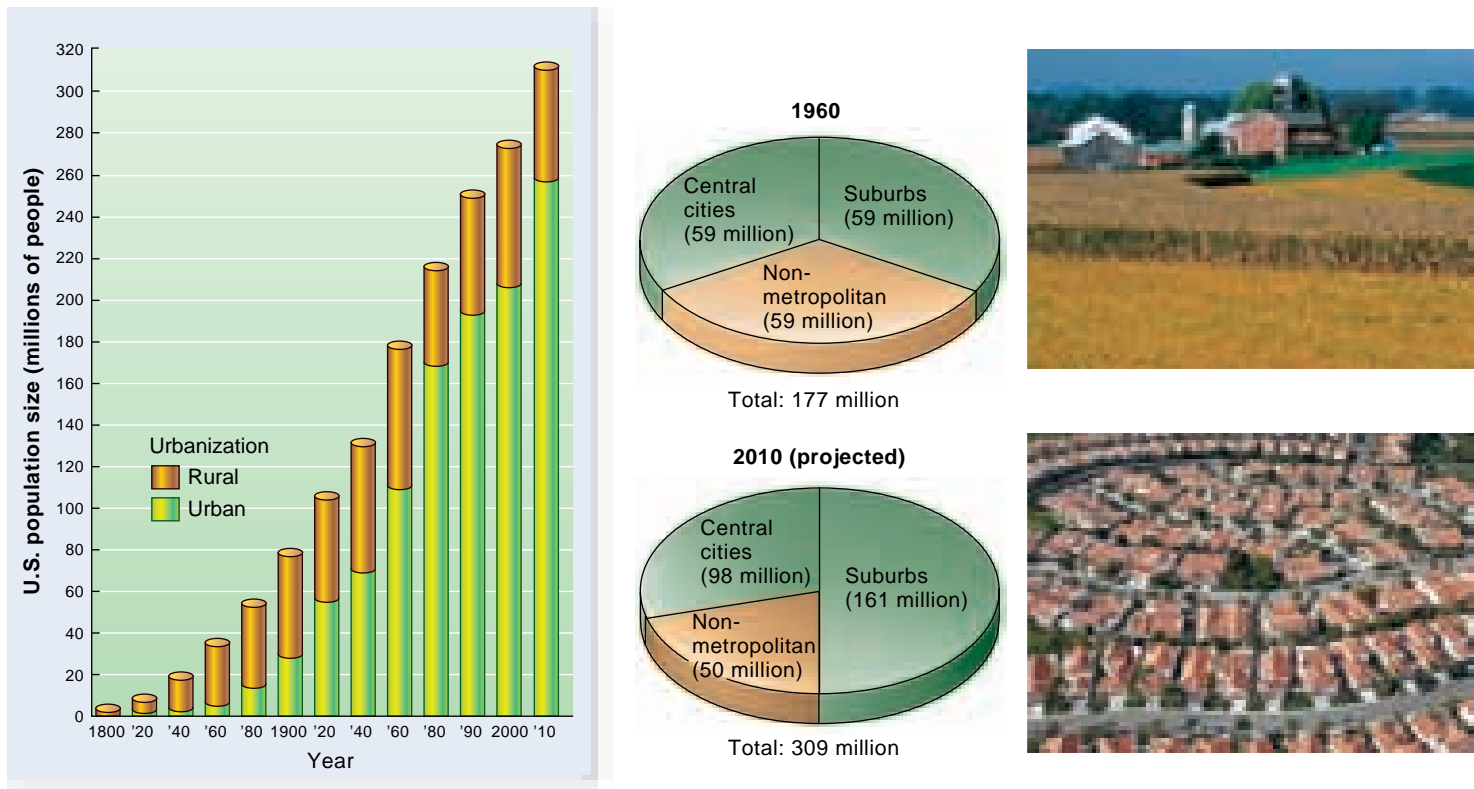 U.S. population size (millions of people)
320
300
280
260
240
220
200
180
160
140
120
100
80
60
40
20
0
Urbanization
Rural
Urban
1800 '20 '40 '60 '80 1900 '20 '40 '60 '80 '90 2000 '10
Year
1960
Central
cities
(59 million)
Suburbs
(59 million)
Non-
metropolitan
(59 million)
Total: 177 million
2010 (projected)
Central
cities
(98 million)
Suburbs
(161 million)
Non-
metropolitan
(50 million)
Total: 309 million